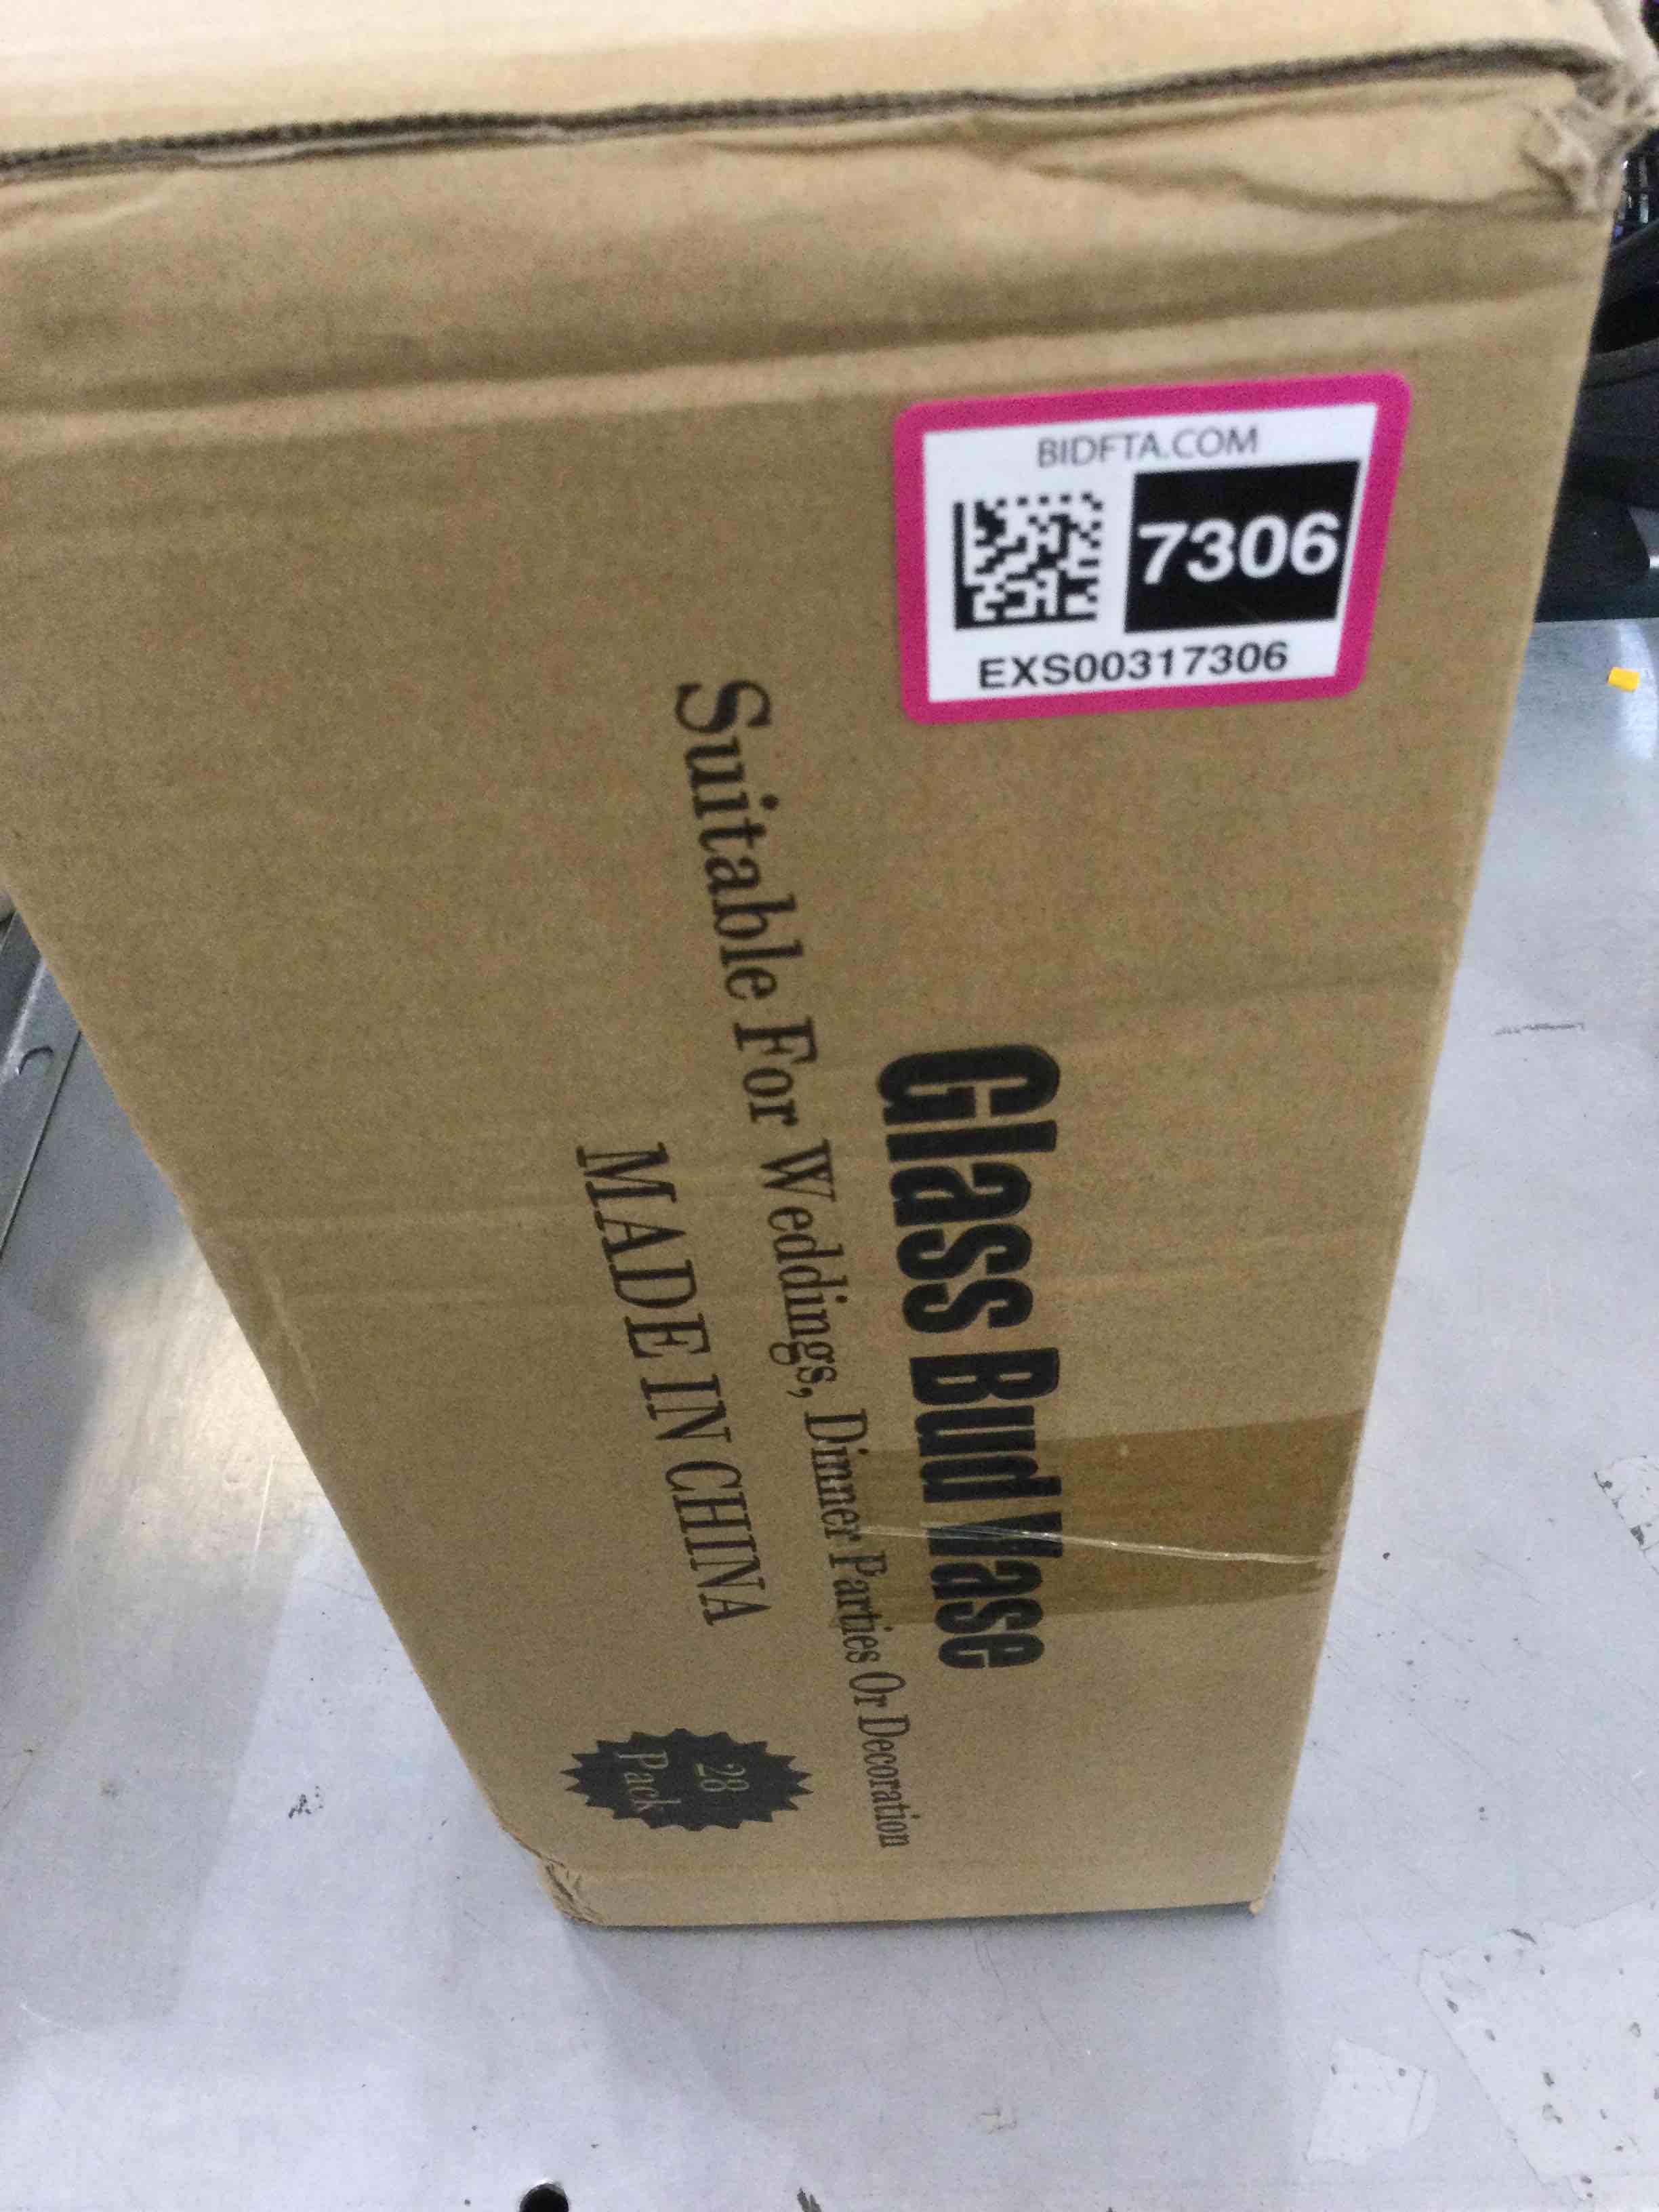 BIDFTA.COM
7306
EXS00317306
Glass Bud Vase
Suitable For Weddings, Dinner Parties Or Decoration
MADE IN CHINA
28
Pack